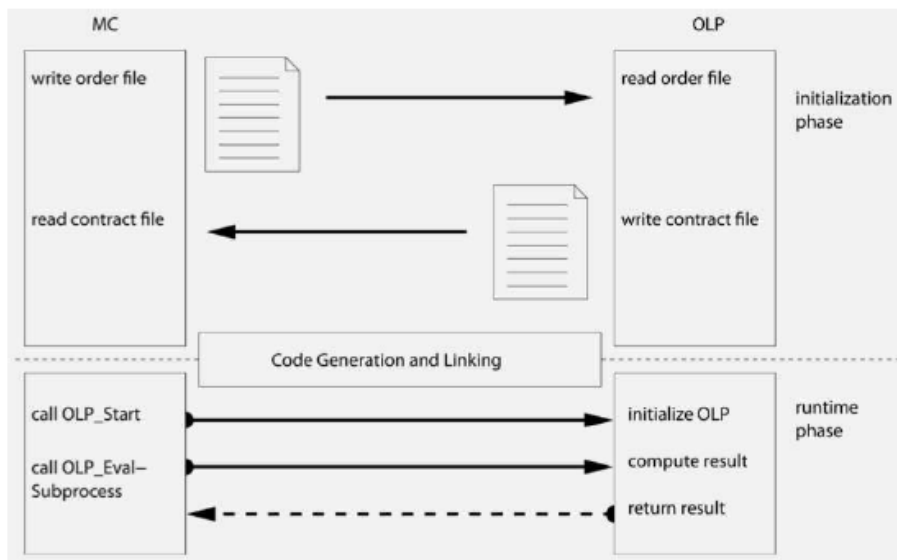 MC
OLP
write order file
read order file
initialization
phase
read contract file
write contract file
Code Generation and Linking
call OLP_Start
initialize OLP
runtime
phase
call OLP_Eval–
Subprocess
compute result
return result